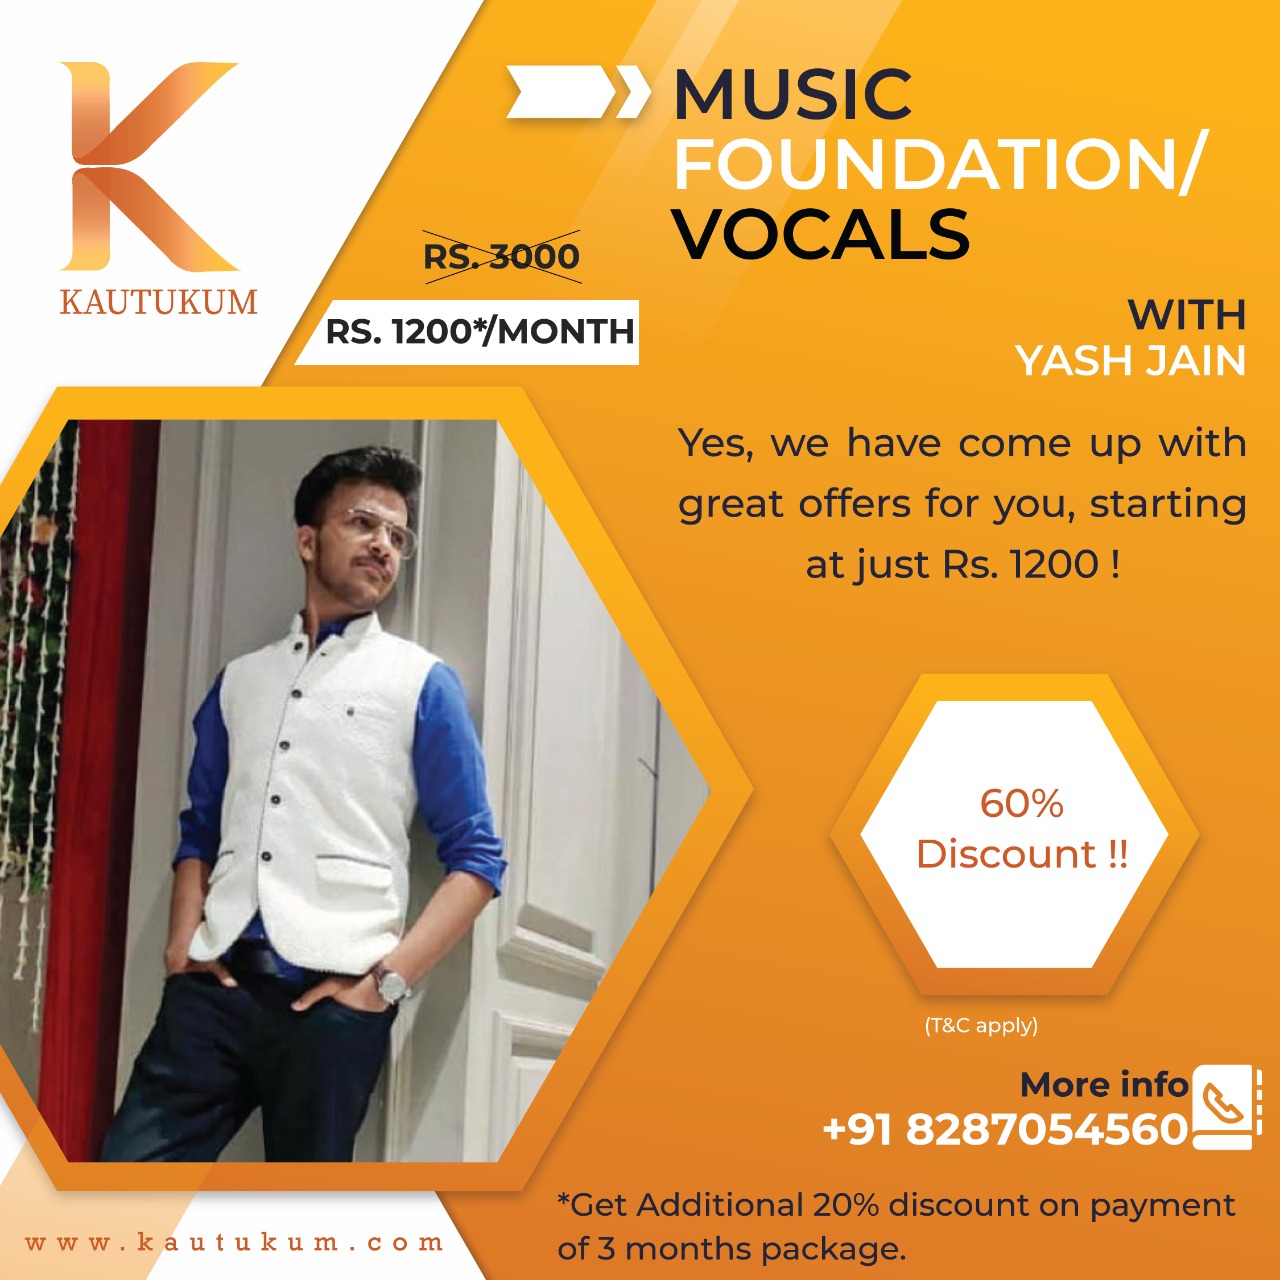 KAUTUKUM
MUSIC
FOUNDATION/
VOCALS
RS. 3000
RS. 1200*/MONTH
WITH
YASH JAIN
Yes, we have come up with
great offers for you, starting
at just Rs. 1200 !
60%
Discount !!
(T&C apply)
More info
+91 8287054560
*Get Additional 20% discount on payment
of 3 months package.
www.kautukum.com